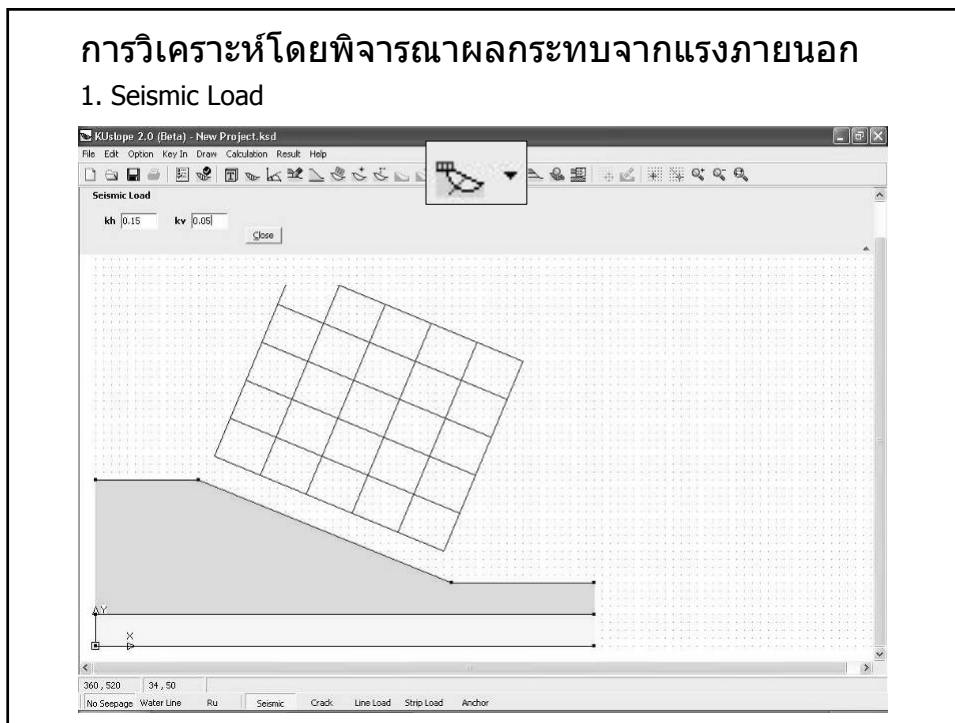 การวิเคราะห์โดยพิจารณาผลกระทบจากแรงภายนอก
1. Seismic Load
KUslope 2.0 (Beta) - New Project.ksd
File Edit Option Key In Draw Calculation Result Help
Seismic Load
kh 0.15 kv 0.05
Close
Y
X
360 , 520 34 , 50
No Seepage Water Line Ru Seismic Crack Line Load Strip Load Anchor